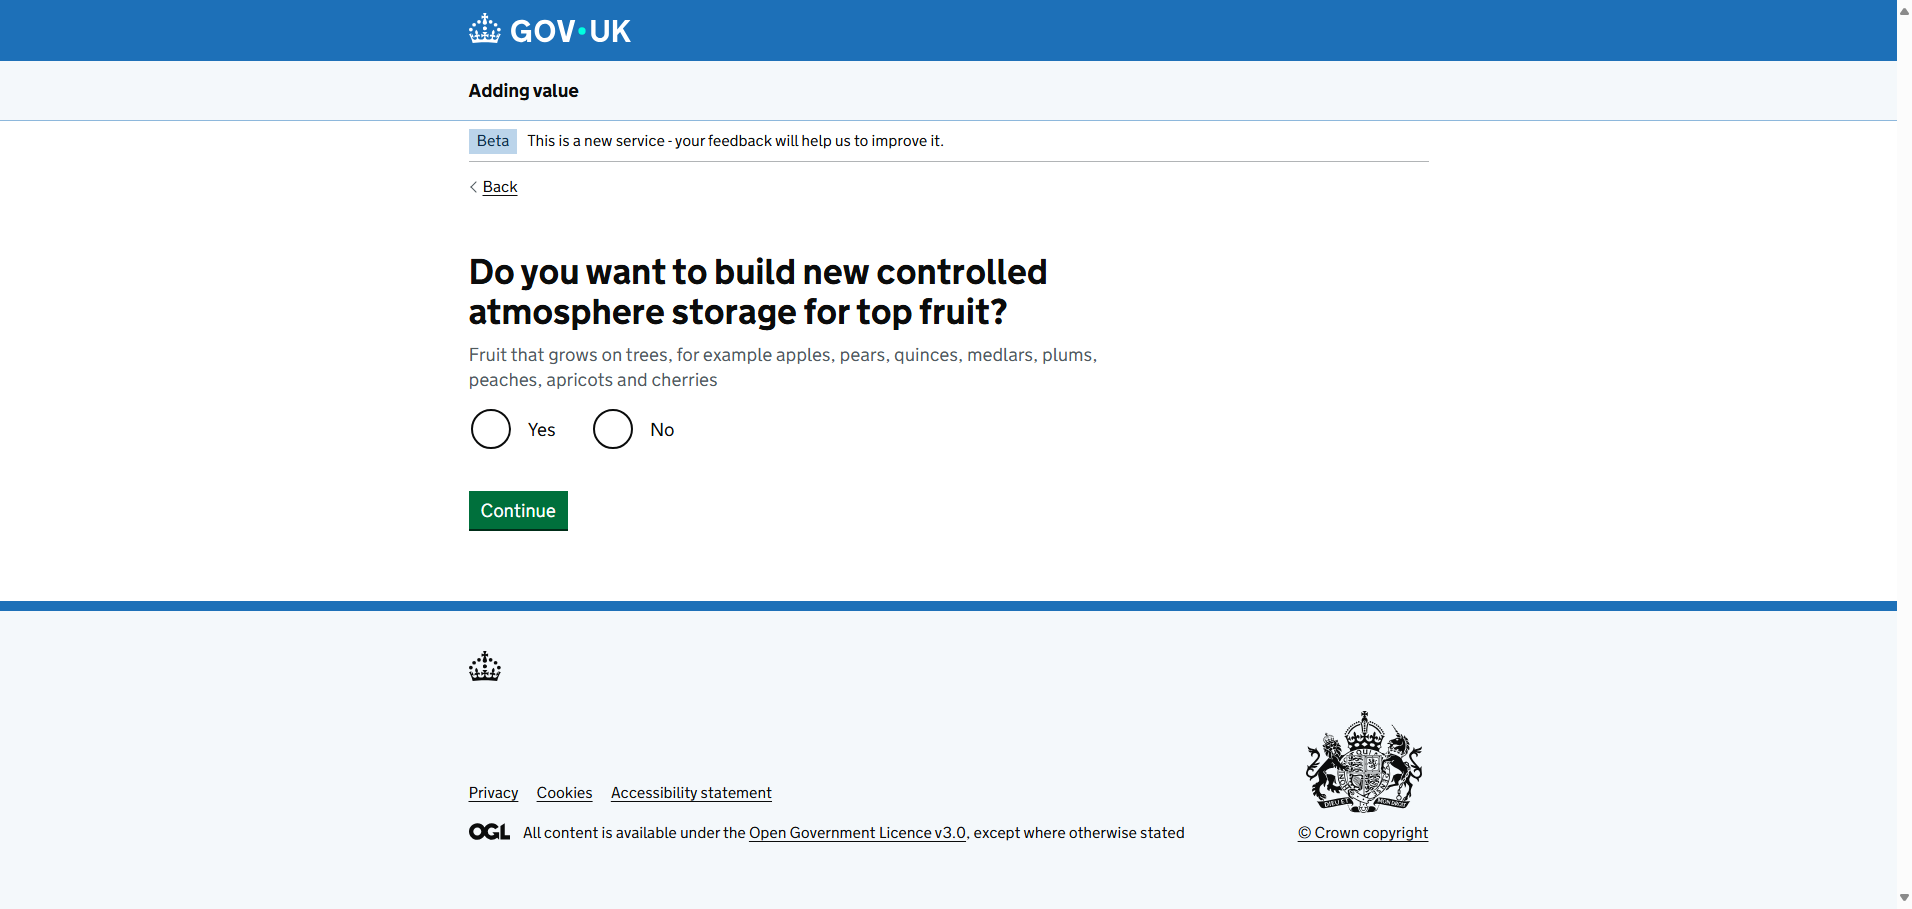 GOV•UK
Adding value
Beta This is a new service - your feedback will help us to improve it.
Back
Do you want to build new controlled
atmosphere storage for top fruit?
Fruit that grows on trees, for example apples, pears, quinces, medlars, plums,
peaches, apricots and cherries
Yes No
Continue
Privacy Cookies Accessibility statement
OGL All content is available under the Open Government Licence v3.0, except where otherwise stated
© Crown copyright